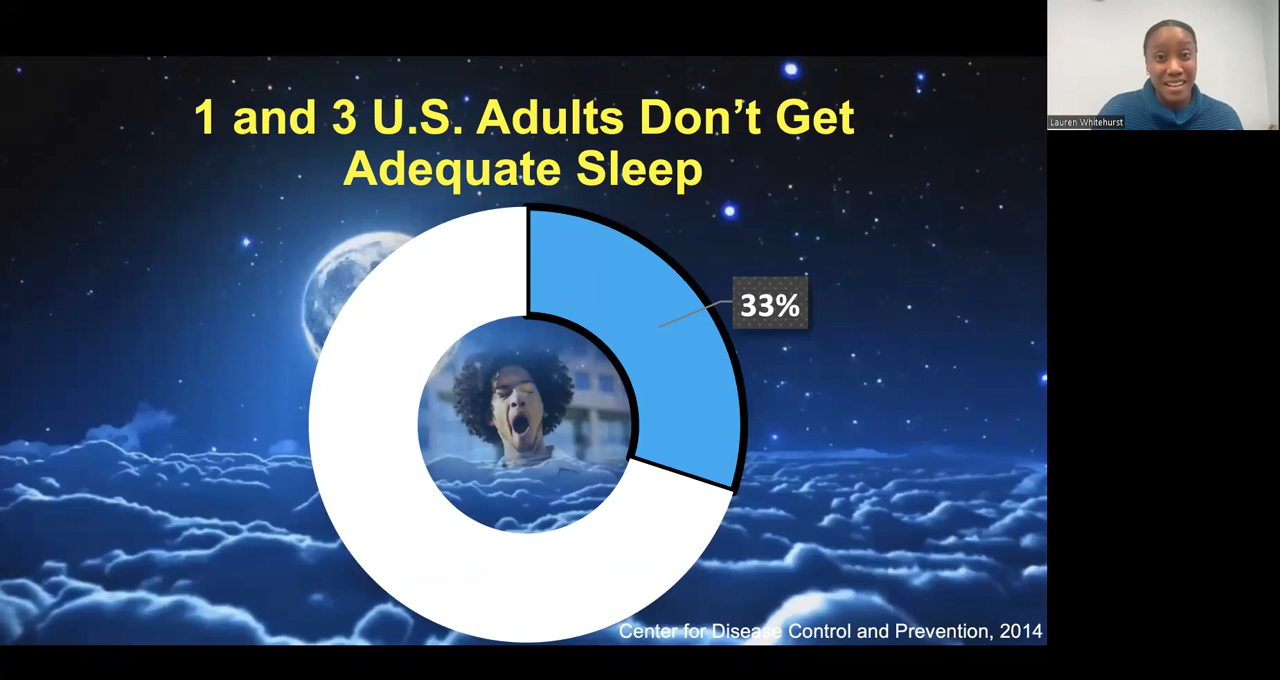 1 and 3 U.S. Adults Don’t Get
Adequate Sleep
33%
Center for Disease Control and Prevention, 2014
Lauren Whitehurst